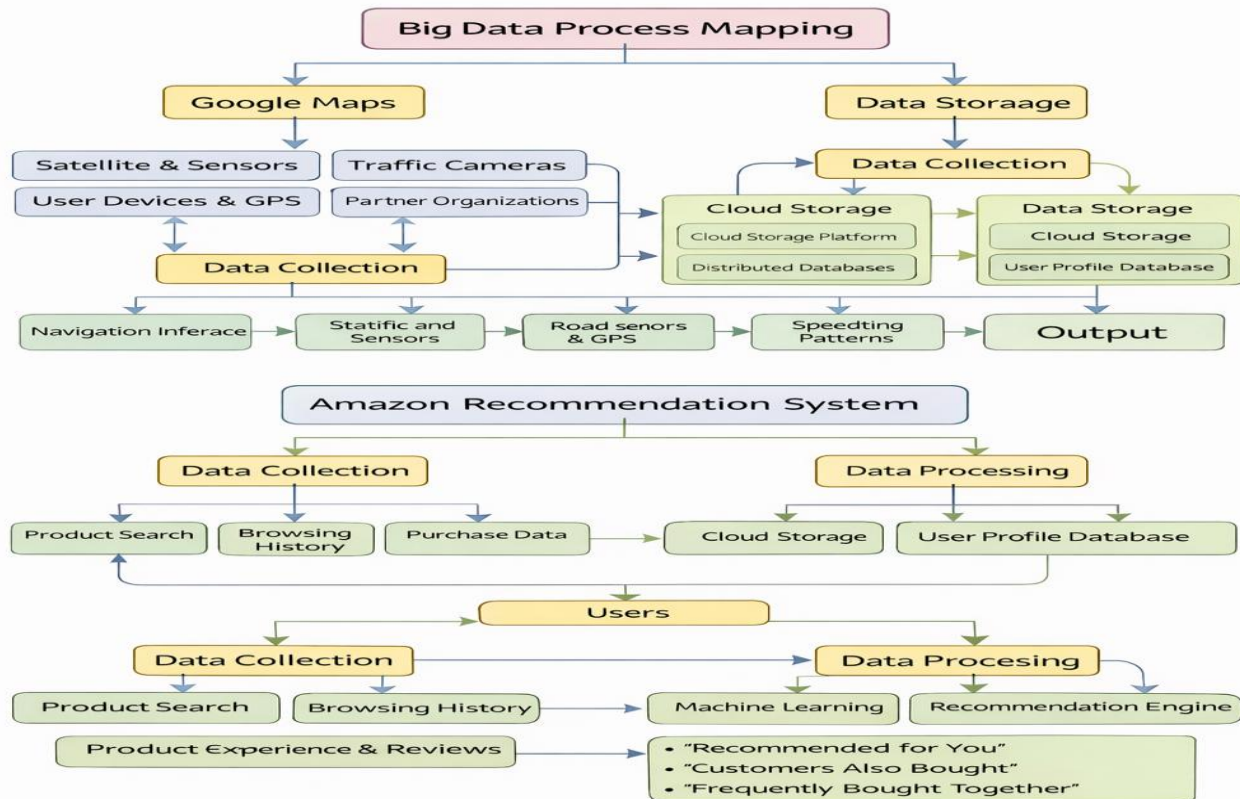 Big Data Process Mapping
Google Maps
Data Storaage
Satellite & Sensors
Traffic Cameras
Data Collection
User Devices & GPS
Partner Organizations
Cloud Storage
Data Storage
Cloud Storage Platform
Cloud Storage
Data Collection
Distributed Databases
User Profile Database
Navigation Inferace
Statific and
Sensors
Road senors
& GPS
Speedting
Patterns
Output
Amazon Recommendation System
Data Collection
Data Processing
Product Search
Browsing
History
Purchase Data
Cloud Storage
User Profile Database
Users
Data Collection
Data Procesing
Product Search
Browsing History
Machine Learning
Recommendation Engine
Product Experience & Reviews
• "Recommended for You"
• "Customers Also Bought"
• "Frequently Bought Together"